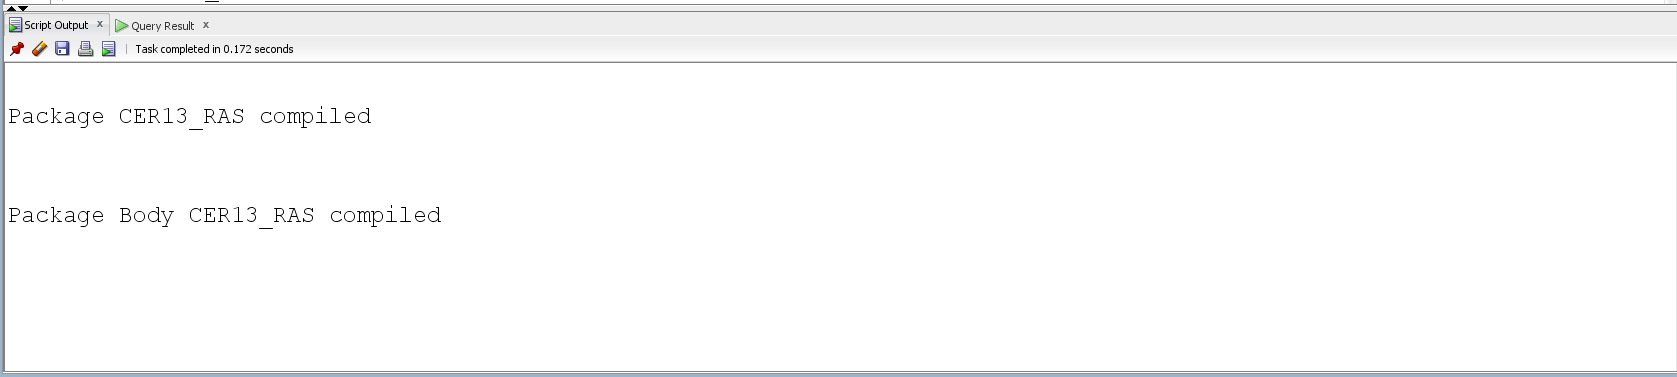 Script Output x Query Result x
Task completed in 0.172 seconds
Package CER13_RAS compiled
Package Body CER13_RAS compiled